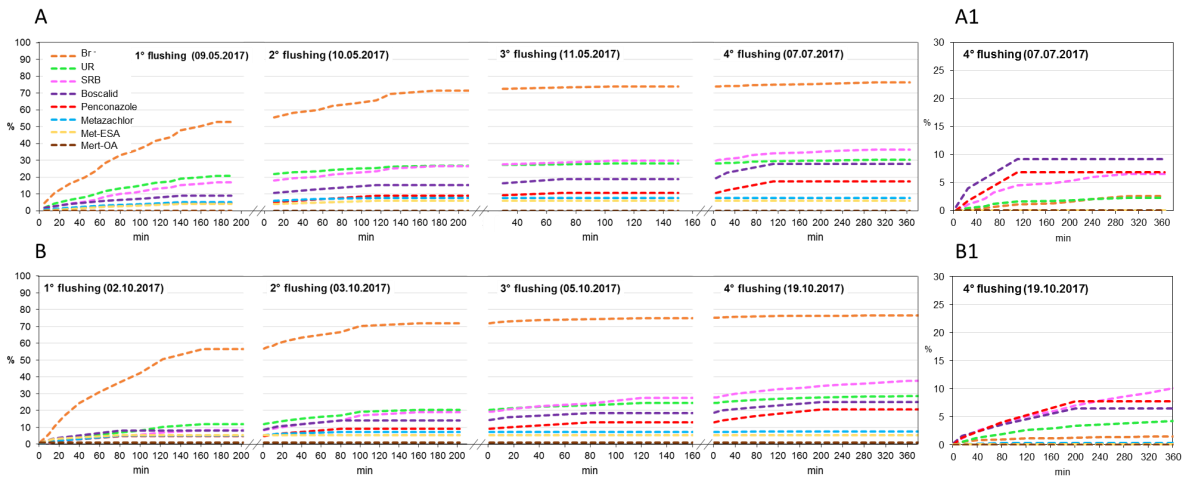 A
A1
1° flushing (09.05.2017)
2° flushing (10.05.2017)
3° flushing (11.05.2017)
4° flushing (07.07.2017)
4° flushing (07.07.2017)
Br -
UR
SRB
Boscalid
Penconazole
Metazachlor
Met-ESA
Mert-OA
%
100
90
80
70
60
50
40
30
20
10
0
0 20 40 60 80 100 120 140 160 180 200
0 20 40 60 80 100 120 140 160 180 200
0 20 40 60 80 100 120 140 160
0 40 80 120 160 200 240 280 320 360
min
min
min
min
%
30
25
20
15
10
5
0
0 40 80 120 160 200 240 280 320 360
min
B
B1
1° flushing (02.10.2017)
2° flushing (03.10.2017)
3° flushing (05.10.2017)
4° flushing (19.10.2017)
4° flushing (19.10.2017)
%
100
90
80
70
60
50
40
30
20
10
0
0 20 40 60 80 100 120 140 160 180 200
0 20 40 60 80 100 120 140 160 180 200
0 20 40 60 80 100 120 140 160
0 40 80 120 160 200 240 280 320 360
min
min
min
min
%
30
25
20
15
10
5
0
0 40 80 120 160 200 240 280 320 360
min